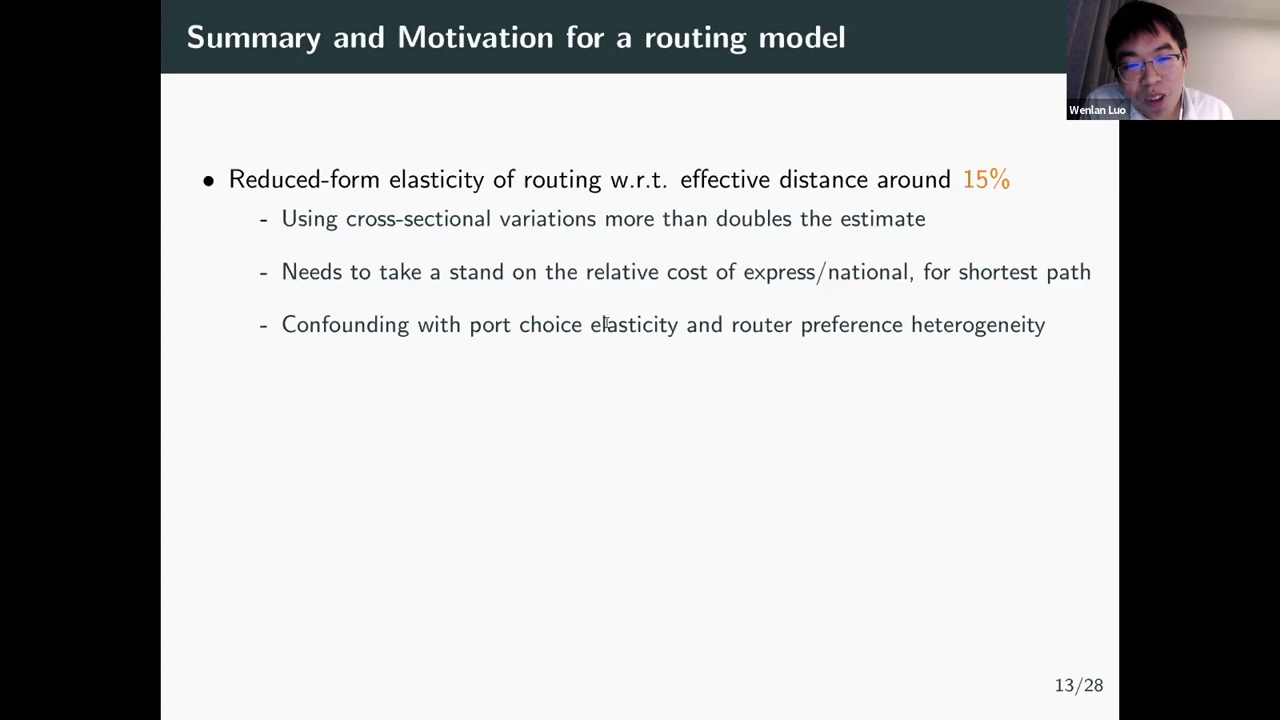 Summary and Motivation for a routing model
Wenlan Luo
• Reduced-form elasticity of routing w.r.t. effective distance around 15%
- Using cross-sectional variations more than doubles the estimate
- Needs to take a stand on the relative cost of express/national, for shortest path
- Confounding with port choice elasticity and router preference heterogeneity
13/28